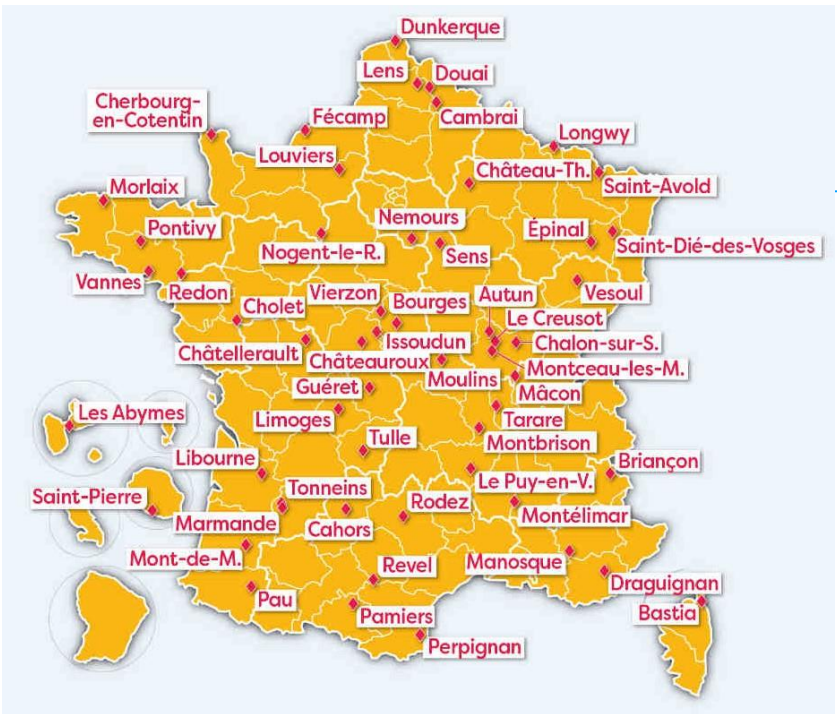 Dunkerque
Lens
Douai
Cherbourg-
en-Cotentin
Fécamp
Cambrai
Longwy
Louviers
Château-Th.
Saint-Avold
Morlaix
Pontivy
Nemours
Nogent-le-R.
Sens
Épinal
Saint-Dié-des-Vosges
Vannes
Redon
Vierzon
Bourges
Autun
Vesoul
Cholet
Le Creusot
Châtellerault
Issoudun
Chalon-sur-S.
Châteauroux
Moulins
Montceau-les-M.
Guéret
Mâcon
Les Abymes
Limoges
Tarare
Tulle
Montbrison
Libourne
Briançon
Saint-Pierre
Tonneins
Le Puy-en-V.
Marmande
Cahors
Rodez
Montélimar
Mont-de-M.
Revel
Manosque
Pau
Draguignan
Pamiers
Bastia
Perpignan